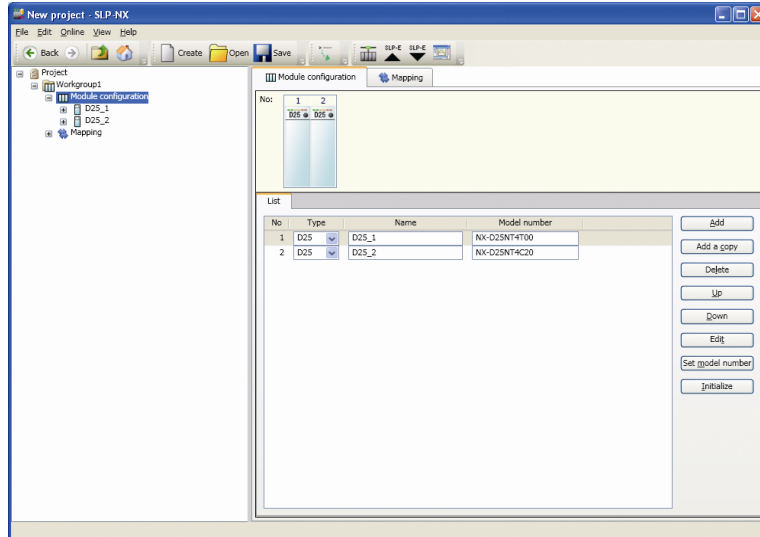 New project - SLP-NX
File Edit Online View Help
Back Create Open Save SLP-E SLP-E
Project
Workgroup1
Module configuration
D25_1
D25_2
Mapping
Module configuration Mapping
No: 1 2
D25 D25
List
No Type Name Model number
1 D25 D25_1 NX-D25NT4T00
2 D25 D25_2 NX-D25NT4C20
Add
Add a copy
Delete
Up
Down
Edit
Set model number
Initialize